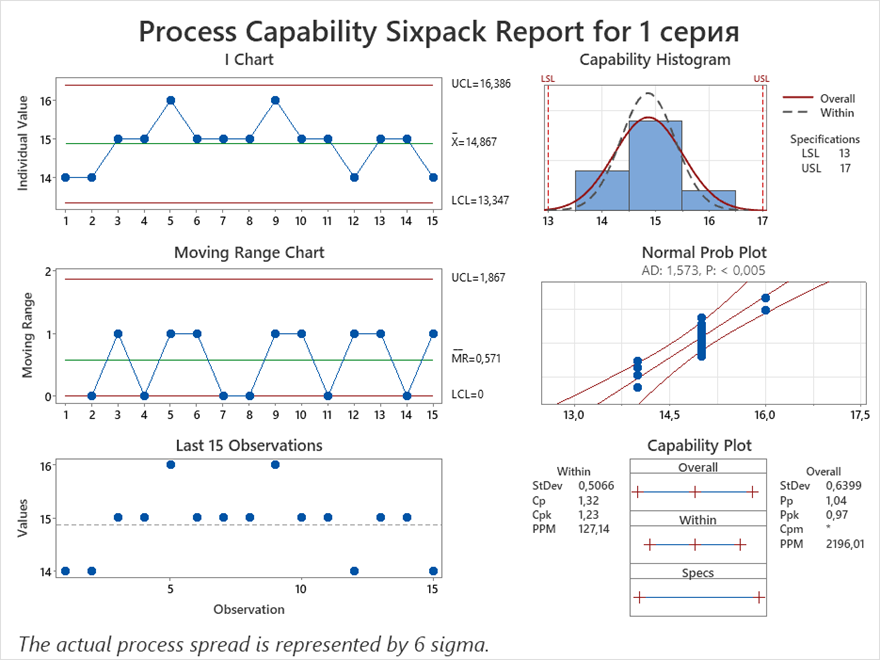 Process Capability Sixpack Report for 1 серия
I Chart
Individual Value
16
15
14
UCL=16,386
X=14,867
LCL=13,347
1 2 3 4 5 6 7 8 9 10 11 12 13 14 15
Capability Histogram
LSL
USL
13 14 15 16 17
Overall
Within
Specifications
LSL 13
USL 17
Moving Range Chart
Moving Range
2
1
0
UCL=1,867
MR=0,571
LCL=0
1 2 3 4 5 6 7 8 9 10 11 12 13 14 15
Normal Prob Plot
AD: 1,573, P: < 0,005
13,0 14,5 16,0 17,5
Last 15 Observations
Values
16
15
14
5 10 15
Observation
Capability Plot
Within
StDev 0,5066
Cp 1,32
Cpk 1,23
PPM 127,14
Overall
Within
Specs
Overall
StDev 0,6399
Pp 1,04
Ppk 0,97
Cpm *
PPM 2196,01
The actual process spread is represented by 6 sigma.